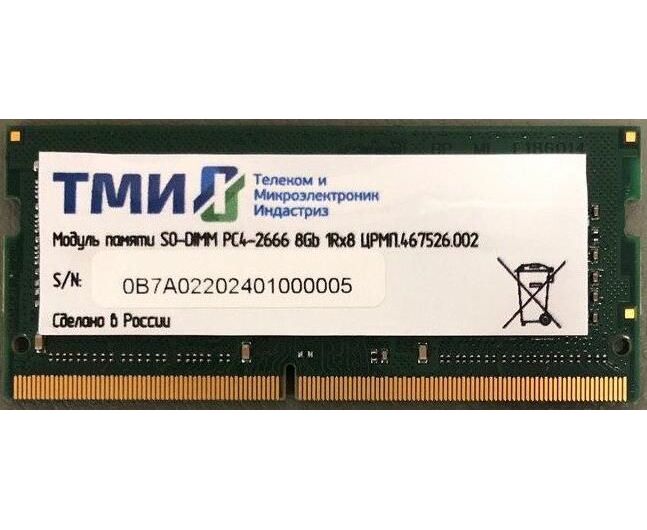 ТМИ
Телеком и
Микроэлектроник
Индастриз
Модуль памяти SO-DIMM PC4-2666 8Gb 1Rx8 ЦРМП.467526.002
S/N:
0B7A02202401000005
Сделано в России